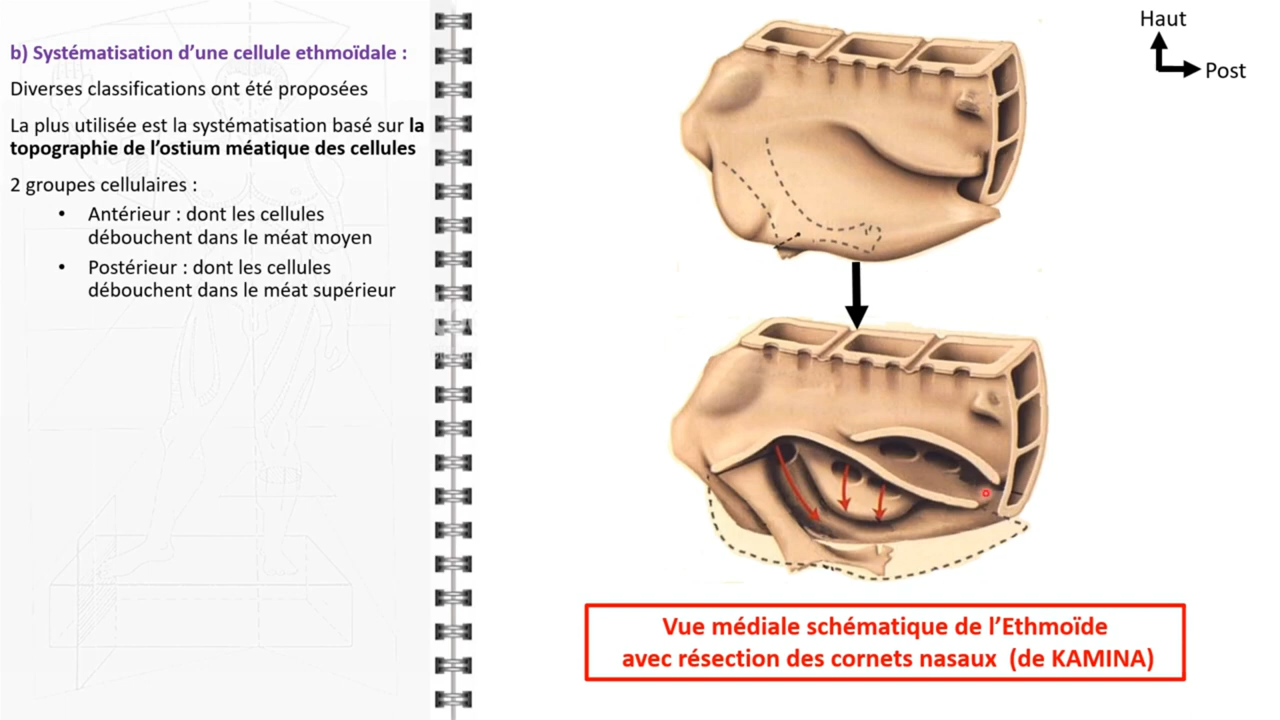 b) Systématisation d’une cellule ethmoïdale :
Diverses classifications ont été proposées
La plus utilisée est la systématisation basé sur la
topographie de l’ostium méatique des cellules
2 groupes cellulaires :
• Antérieur : dont les cellules
débouchent dans le méat moyen
• Postérieur : dont les cellules
débouchent dans le méat supérieur
Haut
Post
Vue médiale schématique de l’Ethmoïde
avec résection des cornets nasaux (de KAMINA)